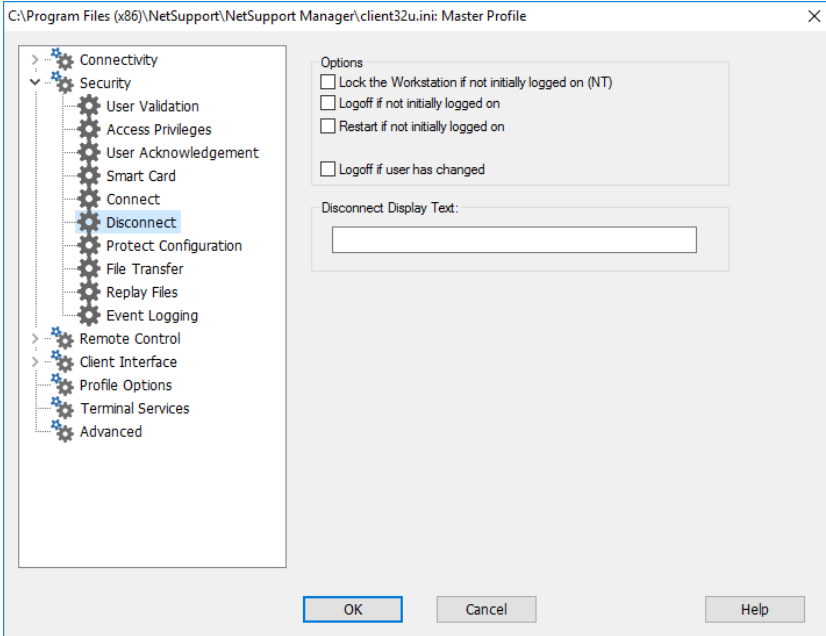 C:\Program Files (x86)\NetSupport\NetSupport Manager\client32u.ini: Master Profile
Connectivity
Security
User Validation
Access Privileges
User Acknowledgement
Smart Card
Connect
Disconnect
Protect Configuration
File Transfer
Replay Files
Event Logging
Remote Control
Client Interface
Profile Options
Terminal Services
Advanced
Options
Lock the Workstation if not initially logged on (NT)
Logoff if not initially logged on
Restart if not initially logged on
Logoff if user has changed
Disconnect Display Text:
OK
Cancel
Help